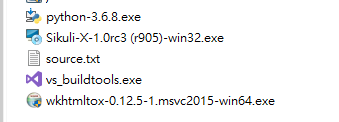 python-3.6.8.exe
Sikuli-X-1.0rc3 (r905)-win32.exe
source.txt
vs_buildtools.exe
wkhtmltox-0.12.5-1.msvc2015-win64.exe